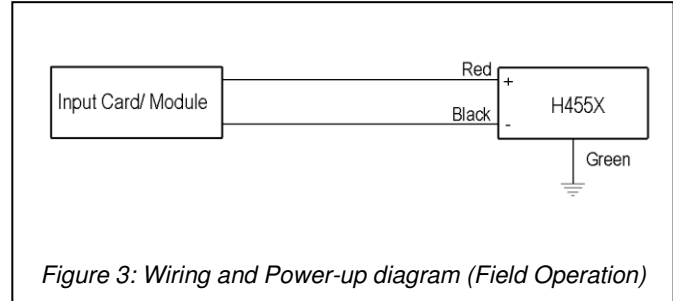 Red
+
Input Card/ Module
H455X
Black
-
Green
Figure 3: Wiring and Power-up diagram (Field Operation)